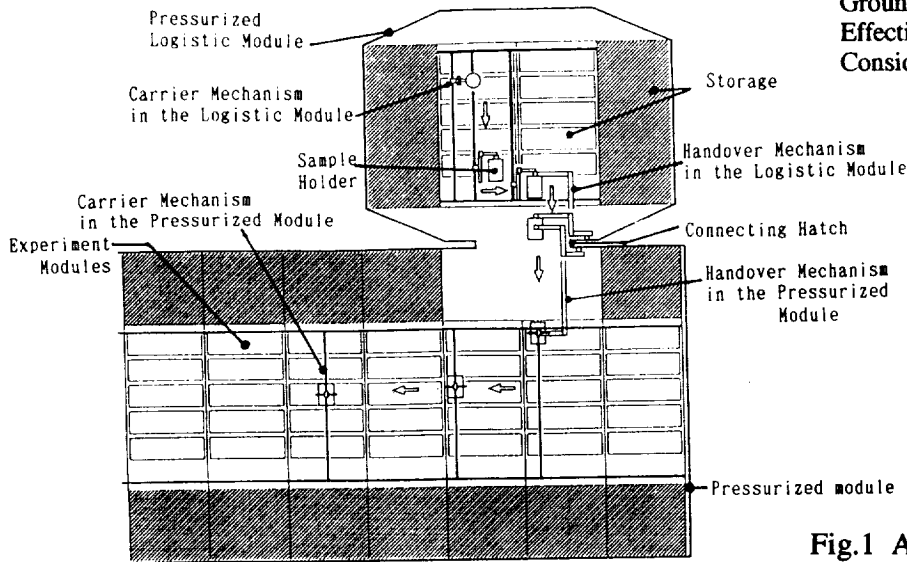 Pressurized
Logistic Module
Carrier Mechanism
in the Logistic Module
Sample
Holder
Carrier Mechanism
in the Pressurized Module
Experiment
Modules
Storage
Handover Mechanism
in the Logistic Module
Connecting Hatch
Handover Mechanism
in the Pressurized
Module
Pressurized module
Fig.1 A